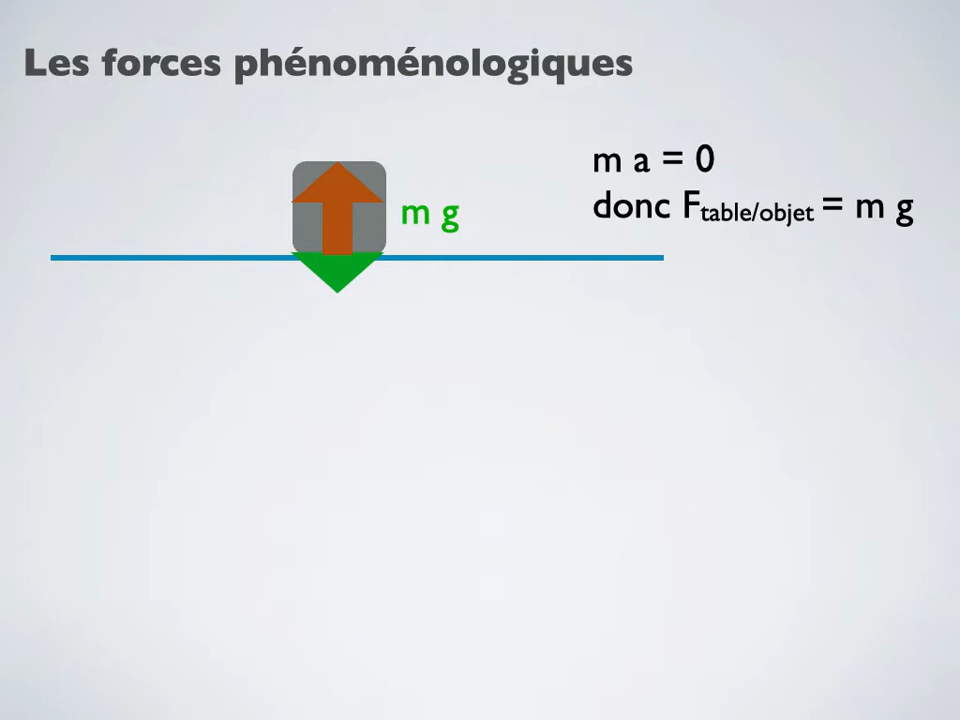 Les forces phénoménologiques
m a = 0
m g
donc Ftable/objet = m g